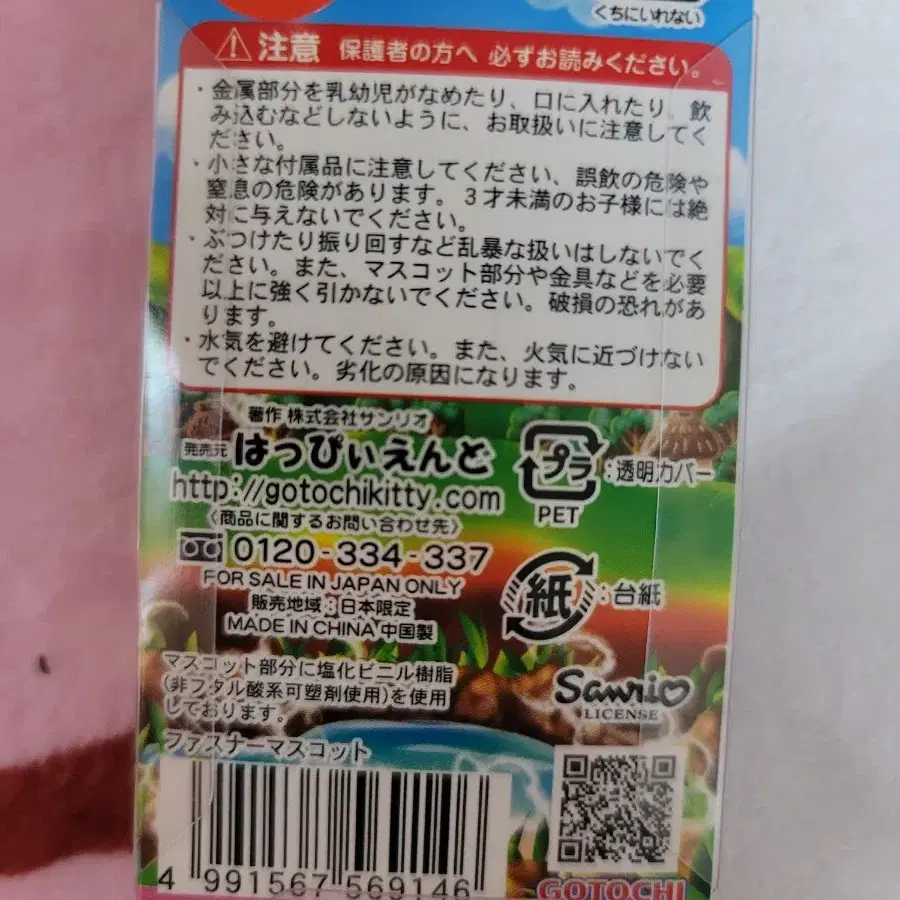 くちにいれない
注意 保護者の方へ 必ずお読みください。
・金属部分を乳幼児がなめたり、口に入れたり、飲
み込むなどしないように、お取扱いに注意してく
ださい。
・小さな付属品に注意してください、誤飲の危険や
窒息の危険があります。3才未満のお子様には絶
対に与えないでください。
・ぶつけたり振り回すなど乱暴な扱いはしないでく
ださい。また、マスコット部分や金具などを必要
以上に強く引かないでください。破損の恐れがあ
ります。
・水気を避けてください。また、火気に近づけない
でください。劣化の原因になります。
著作 株式会社サンリオ
発売元 はっぴぃえんど
http://gotochikitty.com
〈商品に関するお問い合わせ先〉
0120-334-337
FOR SALE IN JAPAN ONLY
販売地域:日本限定
MADE IN CHINA 中国製
プラ :透明カバー
PET
紙 :台紙
マスコット部分に塩化ビニル樹脂
(非フタル酸系可塑剤使用)を使用
しております。
Sanrio
LICENSE
ファスナーマスコット
4 991567 569146
GOTOCHI